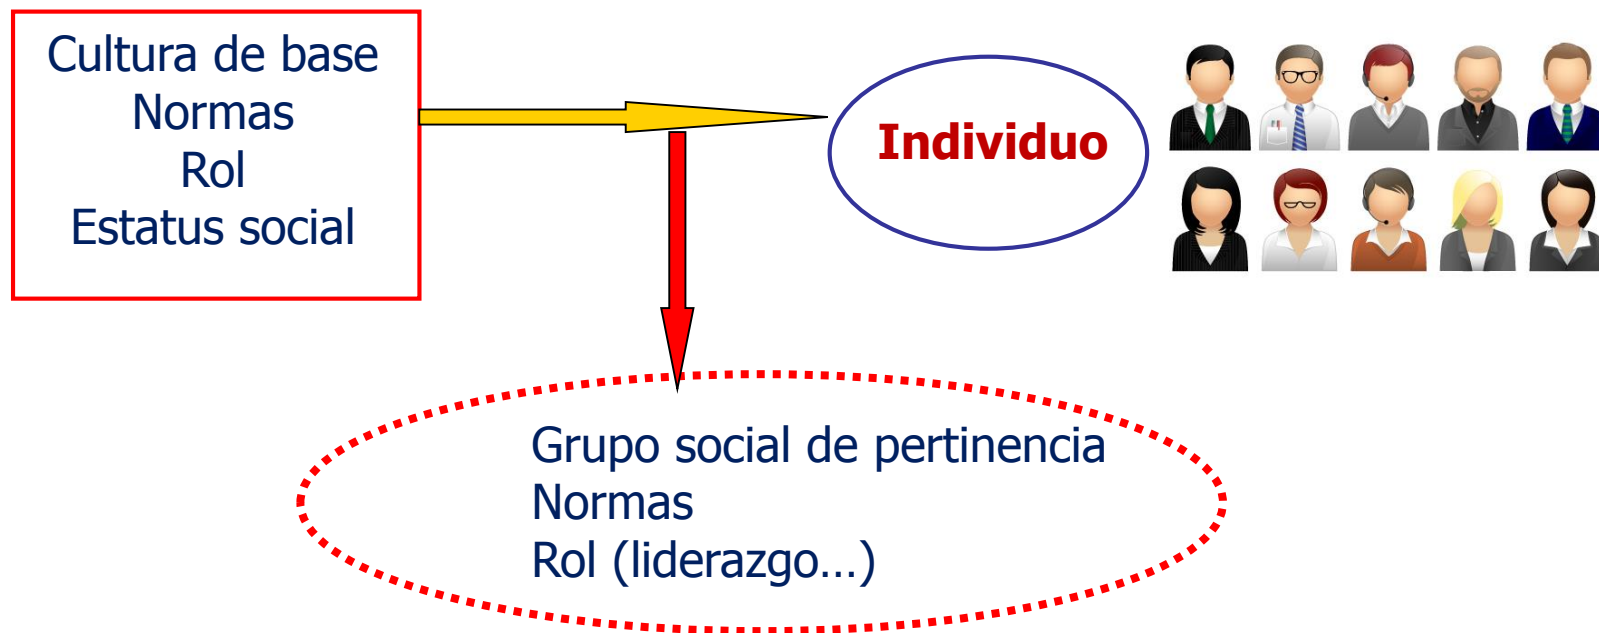 Cultura de base
Normas
Rol
Estatus social
Individuo
Grupo social de pertinencia
Normas
Rol (liderazgo…)